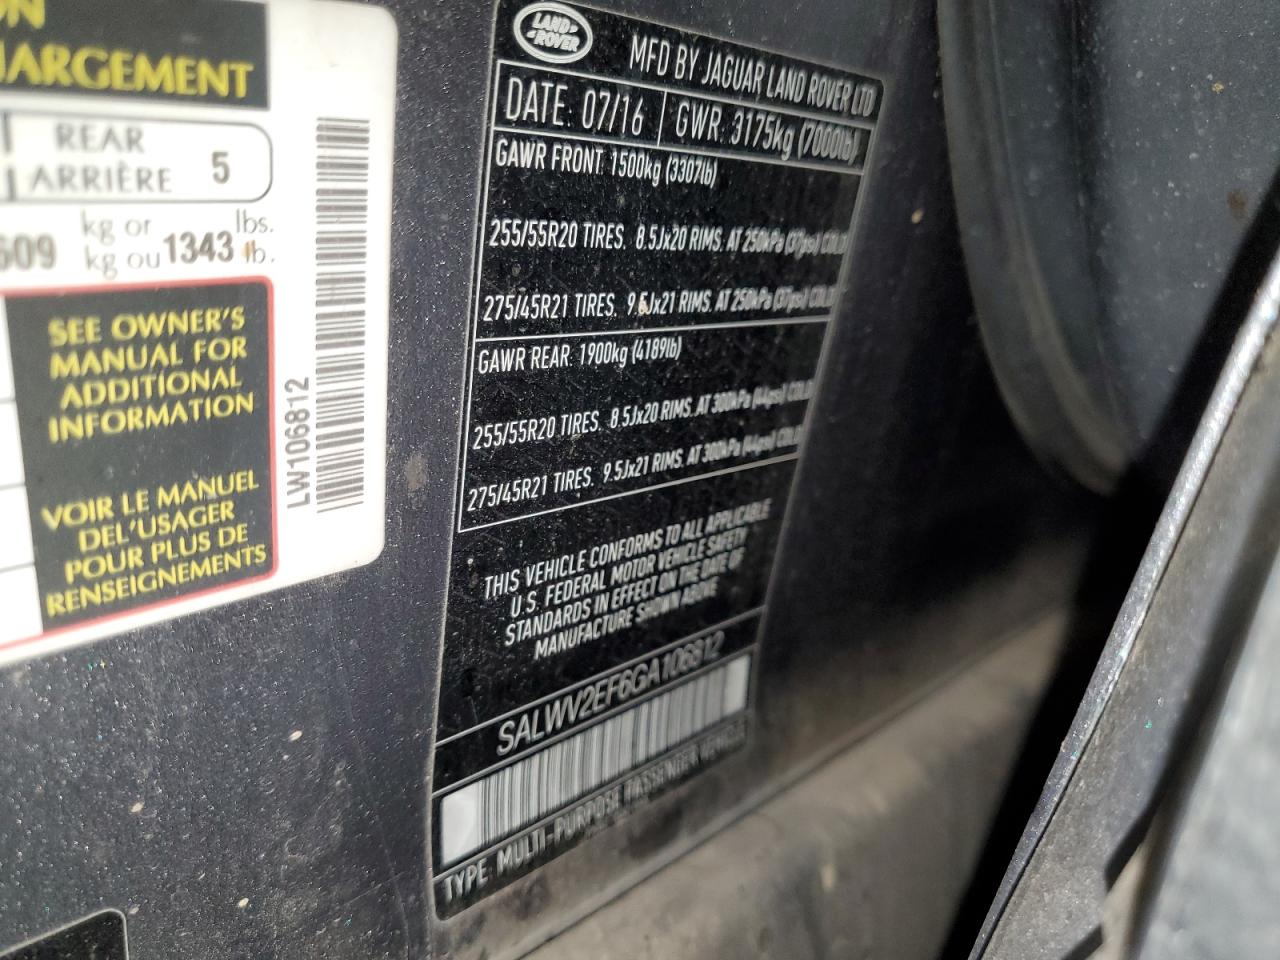 ON
HARGEMENT
REAR
ARRIÈRE 5
kg or lbs.
609 kg ou 1343 lb.
SEE OWNER'S
MANUAL FOR
ADDITIONAL
INFORMATION
VOIR LE MANUEL
DEL'USAGER
POUR PLUS DE
RENSEIGNEMENTS
LW106812
LAND-
-ROVER
MFD BY JAGUAR LAND ROVER LTD
DATE: 07/16 GWR: 3175kg (7000lb)
GAWR FRONT: 1500kg (3307lb)
255/55R20 TIRES. 8.5Jx20 RIMS. AT 250kPa (37psi) COLD
275/45R21 TIRES. 9.5Jx21 RIMS. AT 250kPa (37psi) COLD
GAWR REAR: 1900kg (4189lb)
255/55R20 TIRES. 8.5Jx20 RIMS. AT 300kPa (44psi) COLD
275/45R21 TIRES. 9.5Jx21 RIMS. AT 300kPa (44psi) COLD
THIS VEHICLE CONFORMS TO ALL APPLICABLE
U.S. FEDERAL MOTOR VEHICLE SAFETY
STANDARDS IN EFFECT ON THE DATE OF
MANUFACTURE SHOWN ABOVE
SALWV2EF6GA106812
TYPE: MULTI-PURPOSE PASSENGER VEHICLE